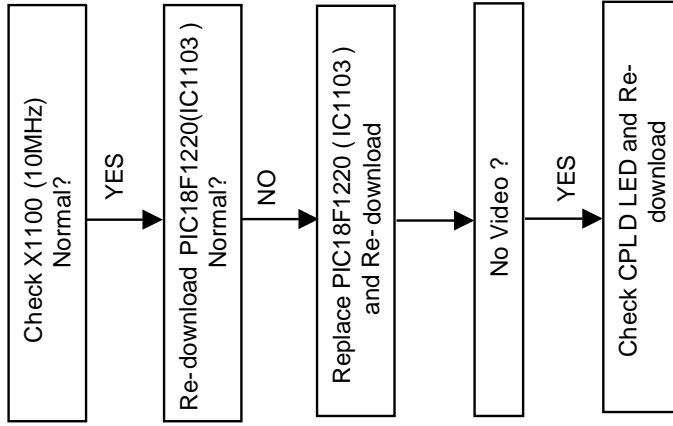 Check X1100 (10MHz)
Normal?
YES
Re-download PIC18F1220(IC1103)
Normal?
NO
Replace PIC18F1220 ( IC1103 )
and Re-download
No Video ?
YES
Check CPLD LED and Re-
download